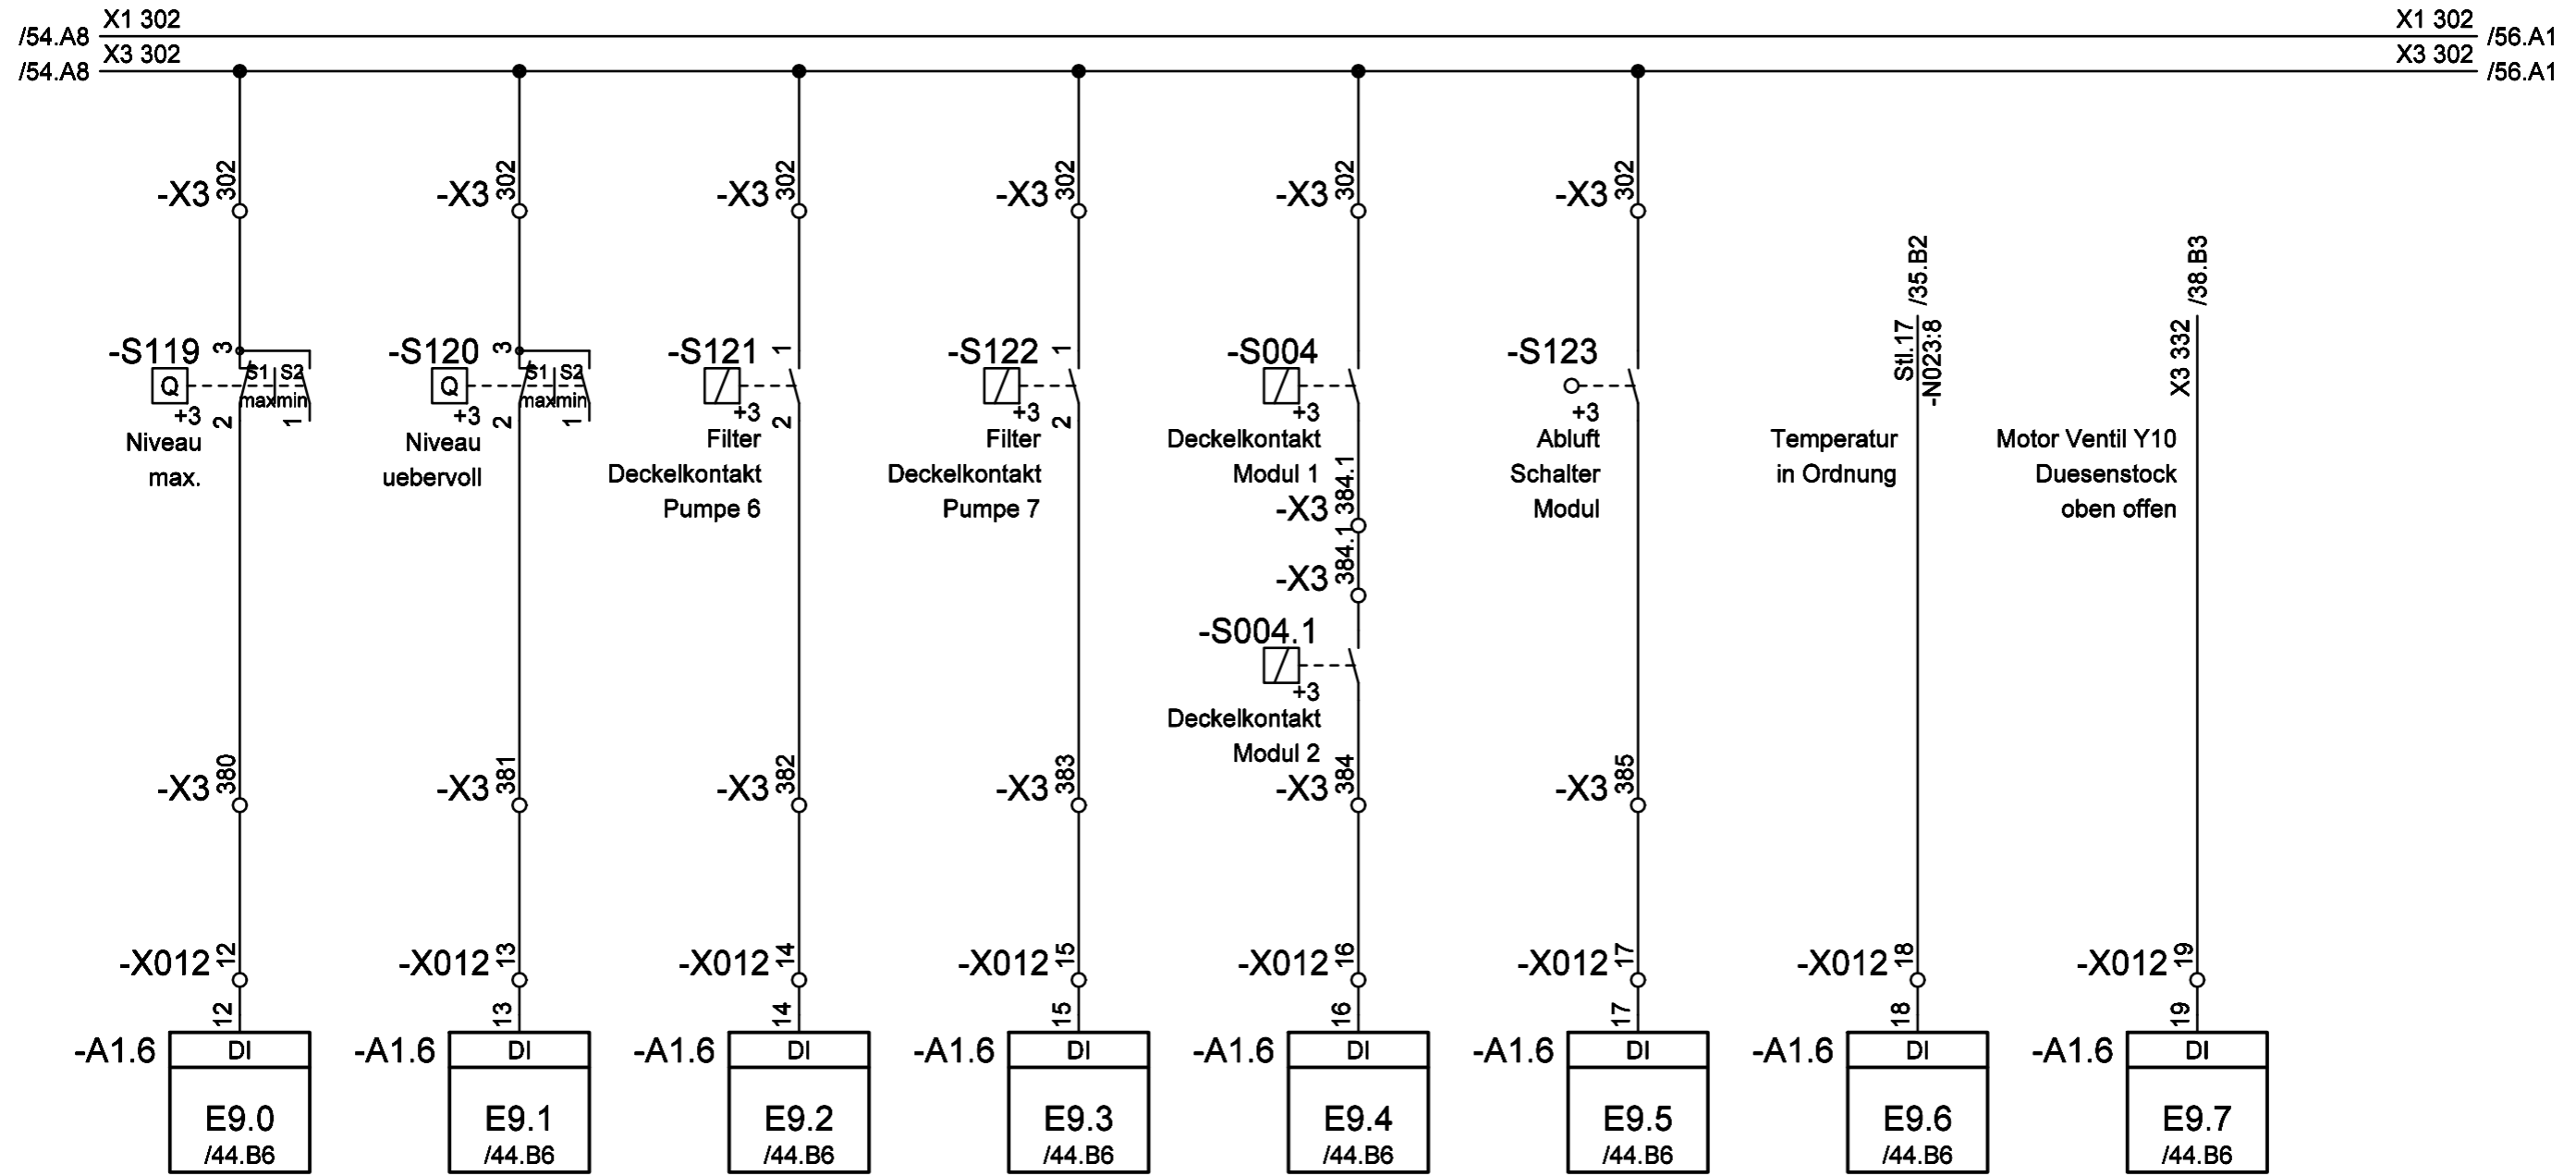 X1 302
X1 302
/54.A8
/56.A1
X3 302
X3 302
/54.A8
/56.A1
-X3 302
-X3 302
-X3 302
-X3 302
-X3 302
-X3 302
/35.B2
Stl.17
-N023:8
/38.B3
X3 332
-S119 3
Q
S1 S2
max min
+3
2
1
Niveau
max.
-S120 3
Q
S1 S2
max min
+3
2
1
Niveau
uebervoll
-S121 1
+3
2
Filter
Deckelkontakt
Pumpe 6
-S122 1
+3
2
Filter
Deckelkontakt
Pumpe 7
-S004
+3
Deckelkontakt
Modul 1
-X3 384.1
-X3 384.1
-S004.1
+3
Deckelkontakt
Modul 2
-S123
+3
Abluft
Schalter
Modul
Temperatur
in Ordnung
Motor Ventil Y10
Duesenstock
oben offen
-X3 380
-X3 381
-X3 382
-X3 383
-X3 384
-X3 385
-X012 12
-X012 13
-X012 14
-X012 15
-X012 16
-X012 17
-X012 18
-X012 19
12
13
14
15
16
17
18
19
-A1.6 DI
-A1.6 DI
-A1.6 DI
-A1.6 DI
-A1.6 DI
-A1.6 DI
-A1.6 DI
-A1.6 DI
E9.0
E9.1
E9.2
E9.3
E9.4
E9.5
E9.6
E9.7
/44.B6
/44.B6
/44.B6
/44.B6
/44.B6
/44.B6
/44.B6
/44.B6